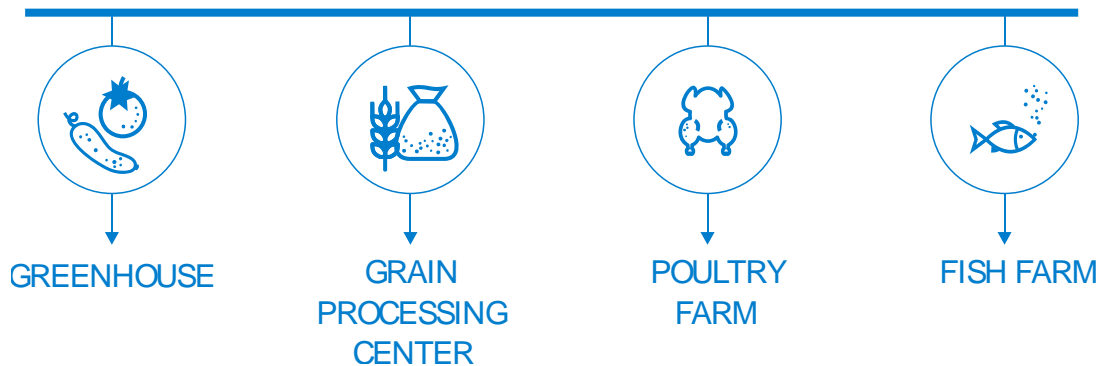 GREENHOUSE
GRAIN
PROCESSING
CENTER
POULTRY
FARM
FISH FARM